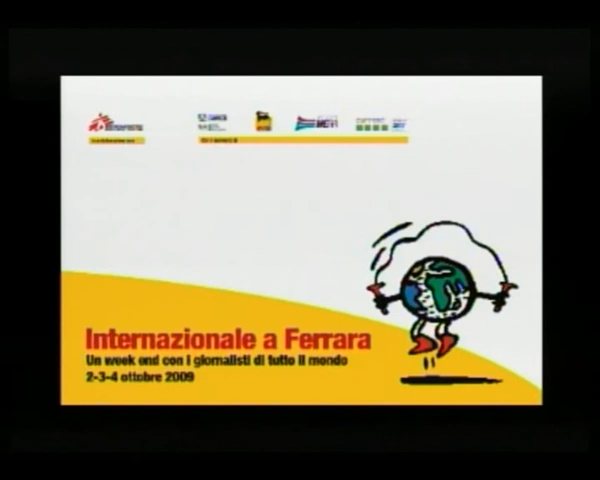 Internazionale a Ferrara
Un week end con i giornalisti di tutto il mondo
2-3-4 ottobre 2009